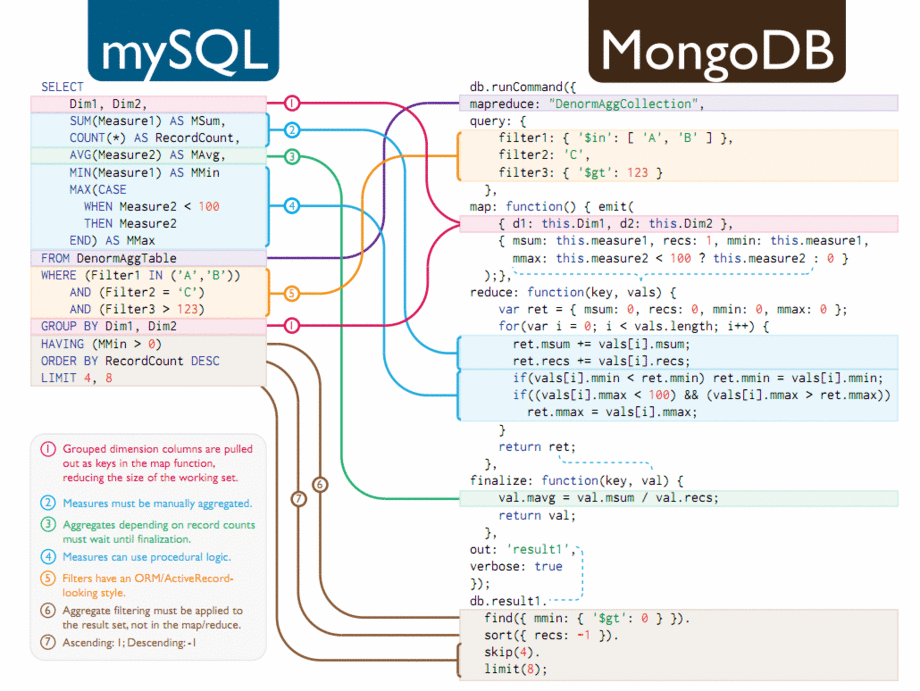 mySQL
SELECT
Dim1, Dim2,
SUM(Measure1) AS MSum,
COUNT(*) AS RecordCount,
AVG(Measure2) AS MAvg,
MIN(Measure1) AS MMin
MAX(CASE
WHEN Measure2 < 100
THEN Measure2
END) AS MMax
FROM DenormAggTable
WHERE (Filter1 IN ('A','B'))
AND (Filter2 = 'C')
AND (Filter3 > 123)
GROUP BY Dim1, Dim2
HAVING (MMin > 0)
ORDER BY RecordCount DESC
LIMIT 4, 8
1
2
3
4
5
1
6
7
1 Grouped dimension columns are pulled
out as keys in the map function,
reducing the size of the working set.
2 Measures must be manually aggregated.
3 Aggregates depending on record counts
must wait until finalization.
4 Measures can use procedural logic.
5 Filters have an ORM/ActiveRecord-
looking style.
6 Aggregate filtering must be applied to
the result set, not in the map/reduce.
7 Ascending: 1; Descending: -1
MongoDB
db.runCommand({
mapreduce: "DenormAggCollection",
query: {
filter1: { '$in': [ 'A', 'B' ] },
filter2: 'C',
filter3: { '$gt': 123 }
},
map: function() { emit(
{ d1: this.Dim1, d2: this.Dim2 },
{ msum: this.measure1, recs: 1, mmin: this.measure1,
mmax: this.measure2 < 100 ? this.measure2 : 0 }
);},
reduce: function(key, vals) {
var ret = { msum: 0, recs: 0, mmin: 0, mmax: 0 };
for(var i = 0; i < vals.length; i++) {
ret.msum += vals[i].msum;
ret.recs += vals[i].recs;
if(vals[i].mmin < ret.mmin) ret.mmin = vals[i].mmin;
if((vals[i].mmax < 100) && (vals[i].mmax > ret.mmax))
ret.mmax = vals[i].mmax;
}
return ret;
},
finalize: function(key, val) {
val.mavg = val.msum / val.recs;
return val;
},
out: 'result1',
verbose: true
});
db.result1.
find({ mmin: { '$gt': 0 } }).
sort({ recs: -1 }).
skip(4).
limit(8);